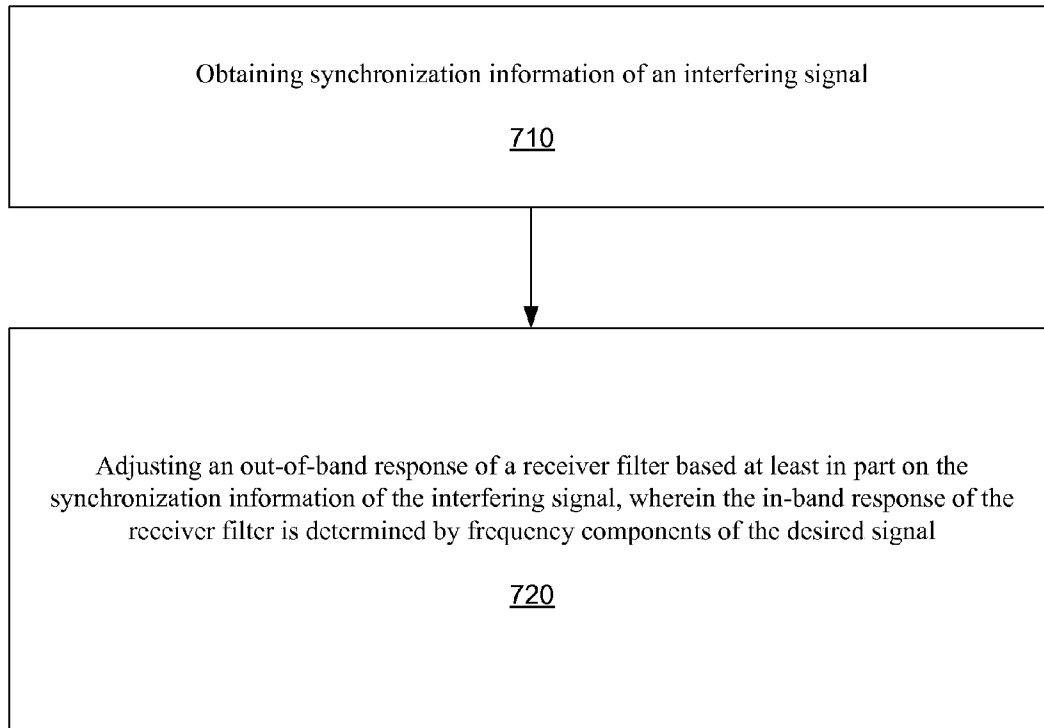 Obtaining synchronization information of an interfering signal
710
Adjusting an out-of-band response of a receiver filter based at least in part on the
synchronization information of the interfering signal, wherein the in-band response of the
receiver filter is determined by frequency components of the desired signal
720